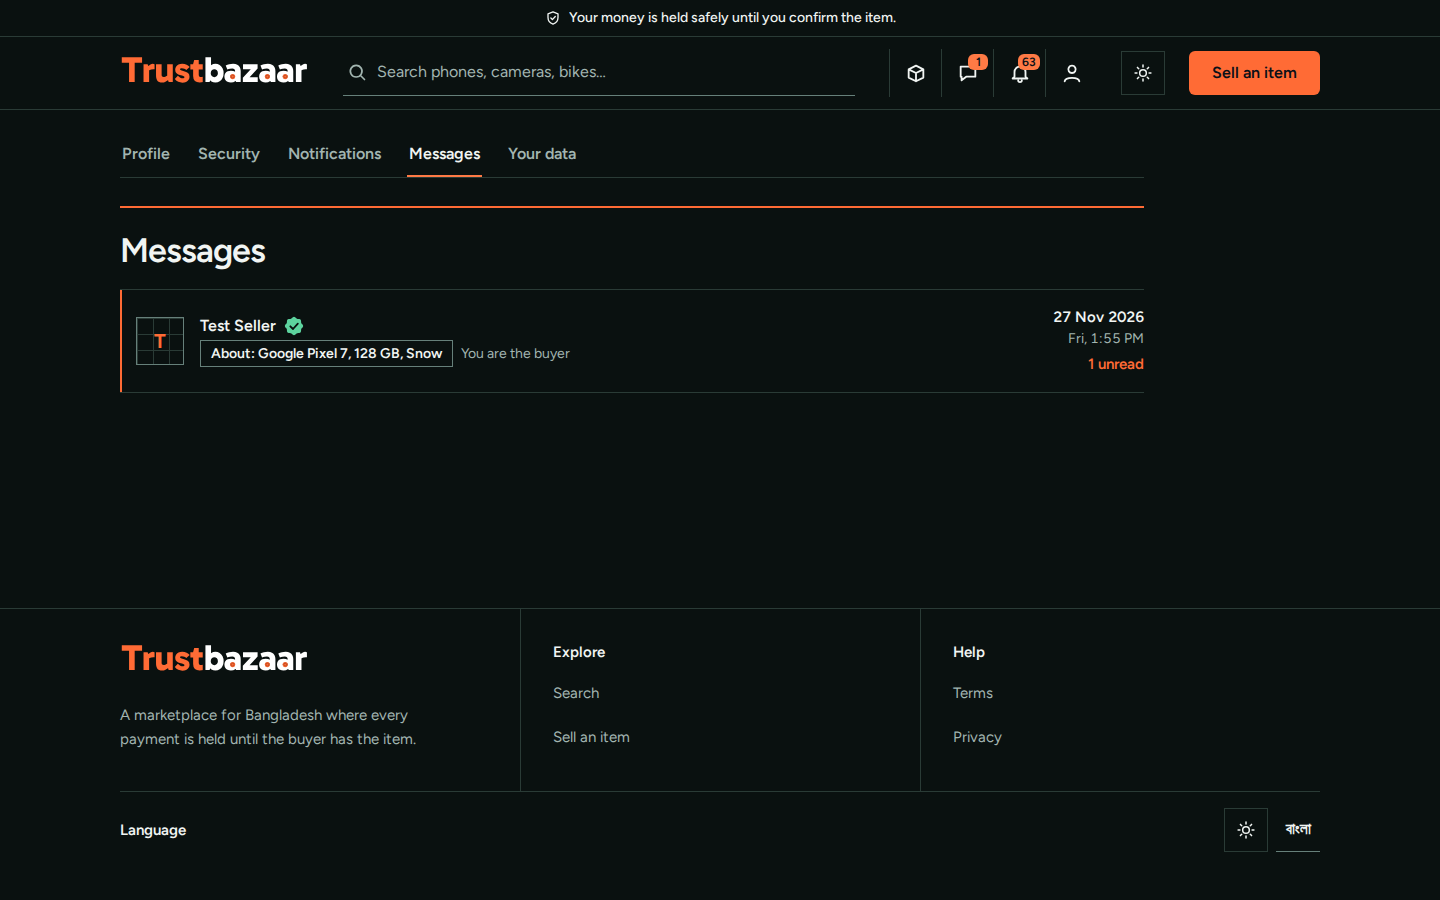 Your money is held safely until you confirm the item.
Trustbazaar
Search phones, cameras, bikes...
1
63
Sell an item
Profile
Security
Notifications
Messages
Your data
Messages
T
Test Seller
About: Google Pixel 7, 128 GB, Snow
You are the buyer
27 Nov 2026
Fri, 1:55 PM
1 unread
Trustbazaar
A marketplace for Bangladesh where every
payment is held until the buyer has the item.
Explore
Search
Sell an item
Help
Terms
Privacy
Language
বাংলা